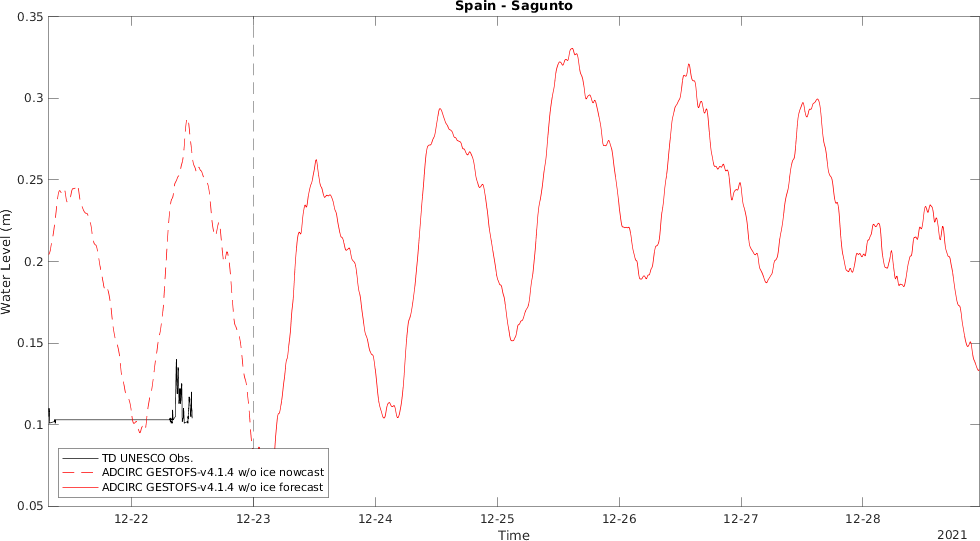 Spain - Sagunto
0.35
0.3
0.25
0.2
0.15
0.1
0.05
Water Level (m)
TD UNESCO Obs.
ADCIRC GESTOFS-v4.1.4 w/o ice nowcast
ADCIRC GESTOFS-v4.1.4 w/o ice forecast
12-22 12-23 12-24 12-25 12-26 12-27 12-28
Time
2021